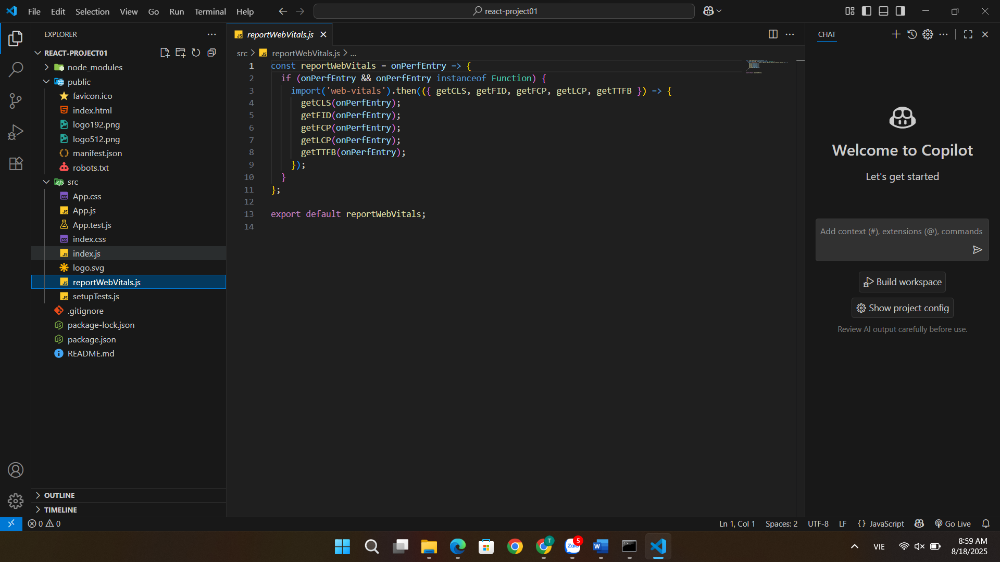 File Edit Selection View Go Run Terminal Help
react-project01
EXPLORER
REACT-PROJECT01
node_modules
public
favicon.ico
index.html
logo192.png
logo512.png
manifest.json
robots.txt
src
App.css
App.js
App.test.js
index.css
index.js
logo.svg
reportWebVitals.js
setupTests.js
.gitignore
package-lock.json
package.json
README.md
OUTLINE
TIMELINE
reportWebVitals.js
src > reportWebVitals.js > ...
1 const reportWebVitals = onPerfEntry => {
2 if (onPerfEntry && onPerfEntry instanceof Function) {
3 import('web-vitals').then(({ getCLS, getFID, getFCP, getLCP, getTTFB }) => {
4 getCLS(onPerfEntry);
5 getFID(onPerfEntry);
6 getFCP(onPerfEntry);
7 getLCP(onPerfEntry);
8 getTTFB(onPerfEntry);
9 });
10 }
11 };
12
13 export default reportWebVitals;
14
CHAT
Welcome to Copilot
Let's get started
Add context (#), extensions (@), commands
Build workspace
Show project config
Review AI output carefully before use.
0 0
Ln 1, Col 1 Spaces: 2 UTF-8 LF {} JavaScript Go Live
T
Zalo 5
W
VIE
8:59 AM
8/18/2025